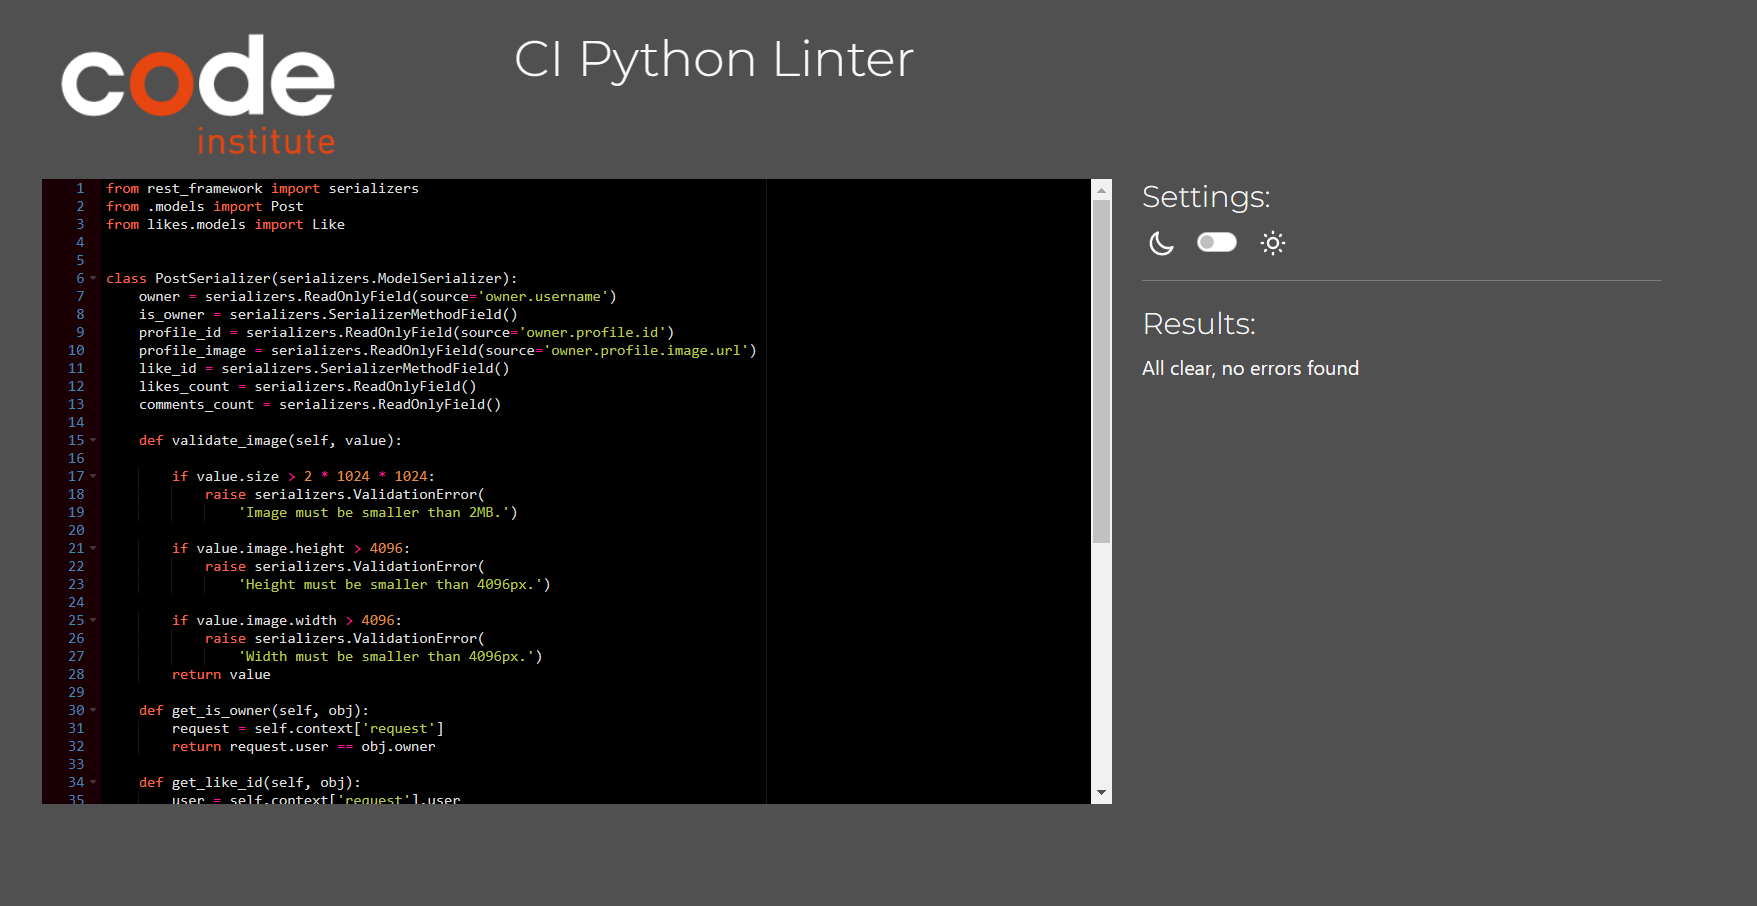 code
institute
CI Python Linter
1 from rest_framework import serializers
2 from .models import Post
3 from likes.models import Like
4
5
6 class PostSerializer(serializers.ModelSerializer):
7     owner = serializers.ReadOnlyField(source='owner.username')
8     is_owner = serializers.SerializerMethodField()
9     profile_id = serializers.ReadOnlyField(source='owner.profile.id')
10     profile_image = serializers.ReadOnlyField(source='owner.profile.image.url')
11     like_id = serializers.SerializerMethodField()
12     likes_count = serializers.ReadOnlyField()
13     comments_count = serializers.ReadOnlyField()
14
15     def validate_image(self, value):
16
17         if value.size > 2 * 1024 * 1024:
18             raise serializers.ValidationError(
19                 'Image must be smaller than 2MB.')
20
21         if value.image.height > 4096:
22             raise serializers.ValidationError(
23                 'Height must be smaller than 4096px.')
24
25         if value.image.width > 4096:
26             raise serializers.ValidationError(
27                 'Width must be smaller than 4096px.')
28         return value
29
30     def get_is_owner(self, obj):
31         request = self.context['request']
32         return request.user == obj.owner
33
34     def get_like_id(self, obj):
35         user = self.context['request'].user
Settings:
Results:
All clear, no errors found